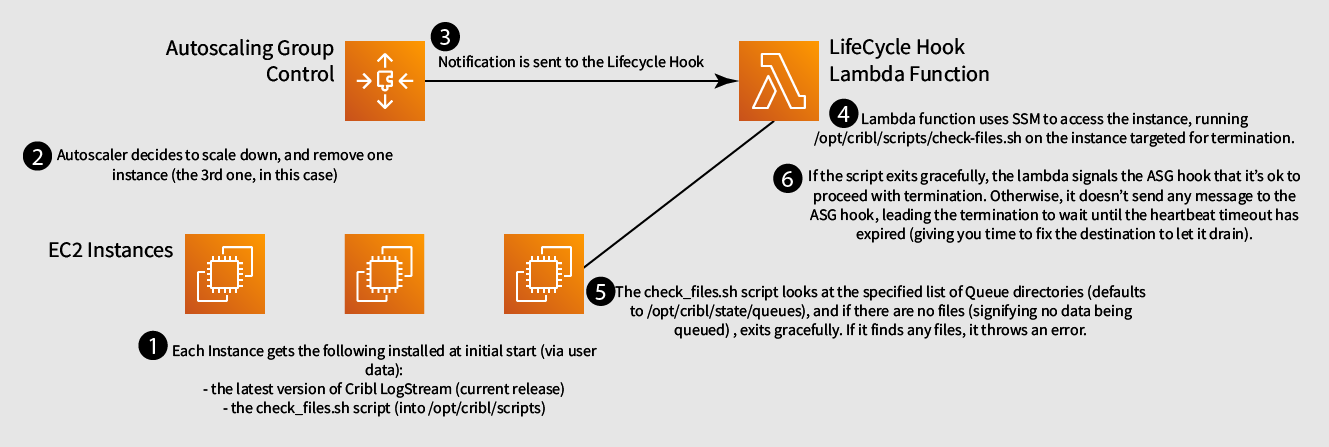 Autoscaling Group
Control
3
Notification is sent to the Lifecycle Hook
LifeCycle Hook
Lambda Function
4
Lambda function uses SSM to access the instance, running
/opt/cribl/scripts/check-files.sh on the instance targeted for termination.
2
Autoscaler decides to scale down, and remove one
instance (the 3rd one, in this case)
6
If the script exits gracefully, the lambda signals the ASG hook that it’s ok to
proceed with termination. Otherwise, it doesn’t send any message to the
ASG hook, leading the termination to wait until the heartbeat timeout has
expired (giving you time to fix the destination to let it drain).
EC2 Instances
5
The check_files.sh script looks at the specified list of Queue directories (defaults
to /opt/cribl/state/queues), and if there are no files (signifying no data being
queued) , exits gracefully. If it finds any files, it throws an error.
1
Each Instance gets the following installed at initial start (via user
data):
- the latest version of Cribl LogStream (current release)
- the check_files.sh script (into /opt/cribl/scripts)